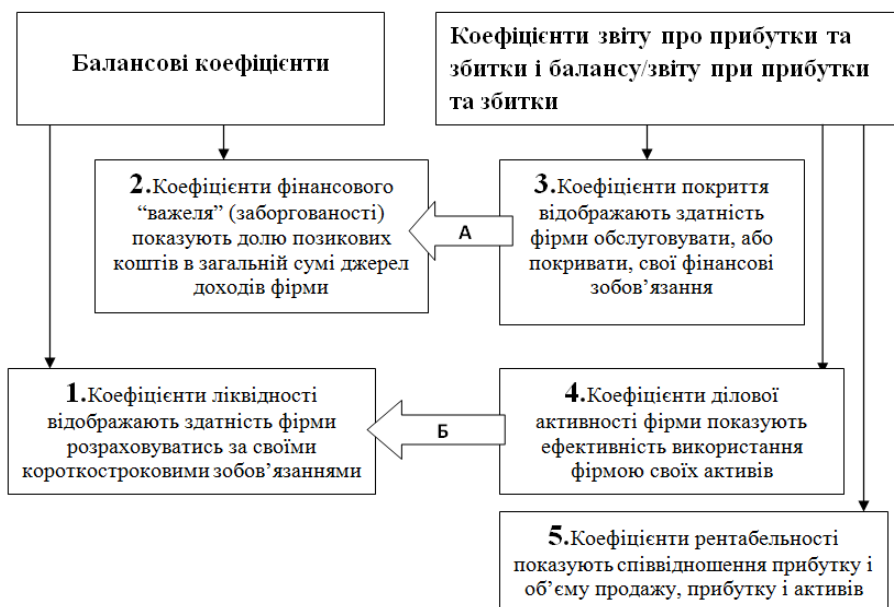 Балансові коефіцієнти
Коефіцієнти звіту про прибутки та
збитки і балансу/звіту при прибутки
та збитки
2.Коефіцієнти фінансового
“важеля” (заборгованості)
показують долю позикових
коштів в загальній сумі джерел
доходів фірми
А
3.Коефіцієнти покриття
відображають здатність
фірми обслуговувати, або
покривати, свої фінансові
зобов’язання
1.Коефіцієнти ліквідності
відображають здатність фірми
розраховуватись за своїми
короткостроковими зобов’язаннями
Б
4.Коефіцієнти ділової
активності фірми показують
ефективність використання
фірмою своїх активів
5.Коефіцієнти рентабельності
показують співвідношення прибутку і
об’єму продажу, прибутку і активів